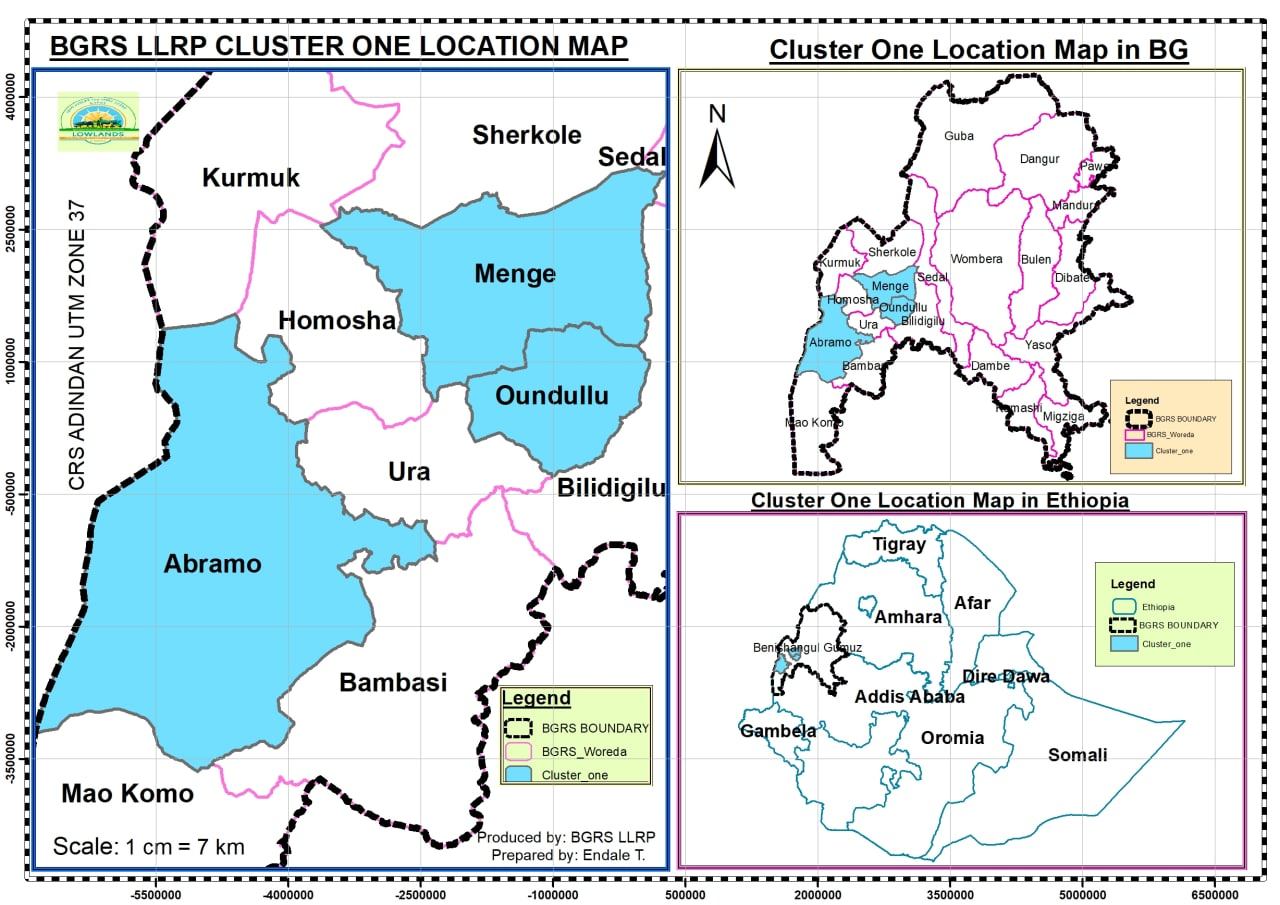 BGRS LLRP CLUSTER ONE LOCATION MAP
LOWLANDS
CRS ADINDAN UTM ZONE 37
Kurmuk
Sherkole
Sedal
Menge
Homosha
Oundullu
Ura
Bilidigilu
Abramo
Bambasi
Mao Komo
Scale: 1 cm = 7 km
Legend
BGRS BOUNDARY
BGRS_Woreda
Cluster_one
Produced by: BGRS LLRP
Prepared by: Endale T.
Cluster One Location Map in BG
N
Guba
Dangur
Paw
Mandur
Sherkole
Kurmuk
Wombera
Bulen
Sedal
Dibate
Menge
Homosha
Oundullu
Bilidigilu
Ura
Abramo
Yaso
Bamba
Dambe
Kamashi
Migziga
Mao Komo
Legend
BGRS BOUNDARY
BGRS_Woreda
Cluster_one
Cluster One Location Map in Ethiopia
Tigray
Afar
Amhara
Benishangul Gumuz
Dire Dawa
Addis Ababa
Gambela
Oromia
Somali
Legend
Ethiopia
BGRS BOUNDARY
Cluster_one
4000000
2500000
1000000
-500000
-2000000
-3500000
-5500000 -4000000 -2500000 -1000000 500000 2000000 3500000 5000000 6500000